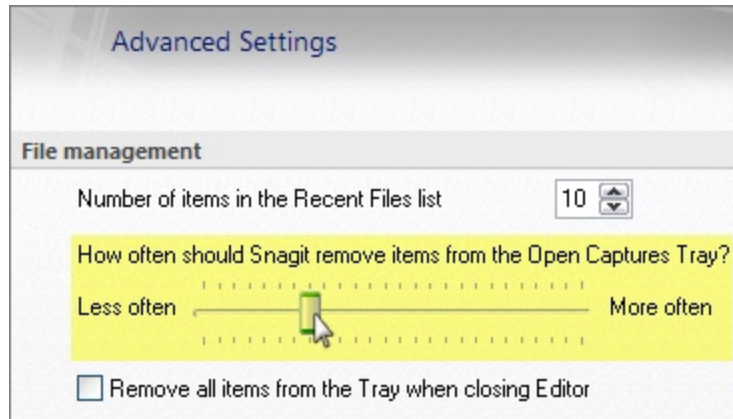 Advanced Settings
File management
Number of items in the Recent Files list 10
How often should Snagit remove items from the Open Captures Tray?
Less often More often
Remove all items from the Tray when closing Editor